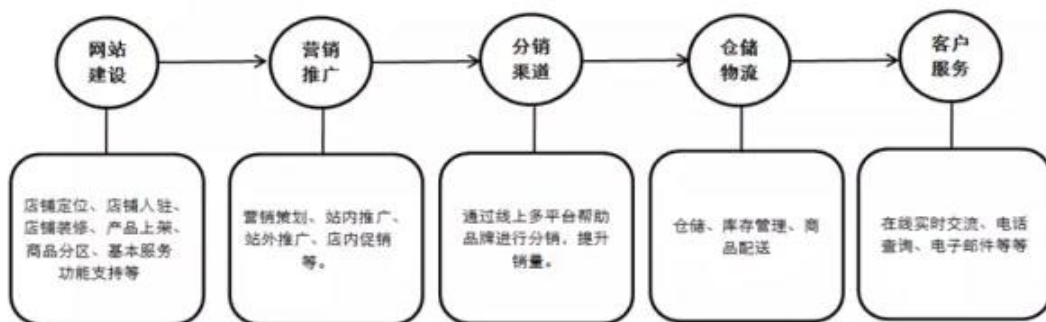 网站
建设
营销
推广
分销
渠道
仓储
物流
客户
服务
店铺定位、店铺入驻、
店铺装修、产品上架、
商品分区、基本服务
功能支持等
营销策划、站内推广、
站外推广、店内促销
等。
通过线上多平台帮助
品牌进行分销，提升
销量。
仓储、库存管理、商
品配送
在线实时交流、电话
查询、电子邮件等等